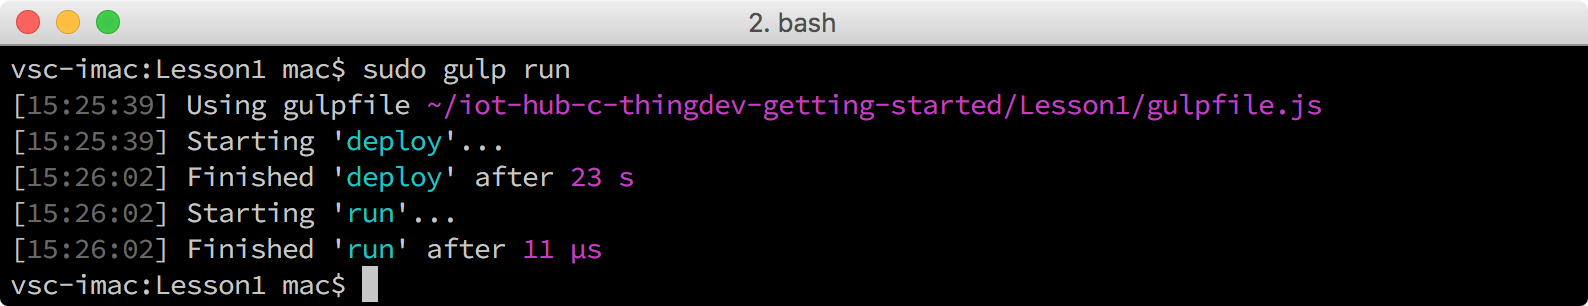 2. bash
vsc-imac:Lesson1 mac$ sudo gulp run
[15:25:39] Using gulpfile ~/iot-hub-c-thingdev-getting-started/Lesson1/gulpfile.js
[15:25:39] Starting 'deploy'...
[15:26:02] Finished 'deploy' after 23 s
[15:26:02] Starting 'run'...
[15:26:02] Finished 'run' after 11 μs
vsc-imac:Lesson1 mac$